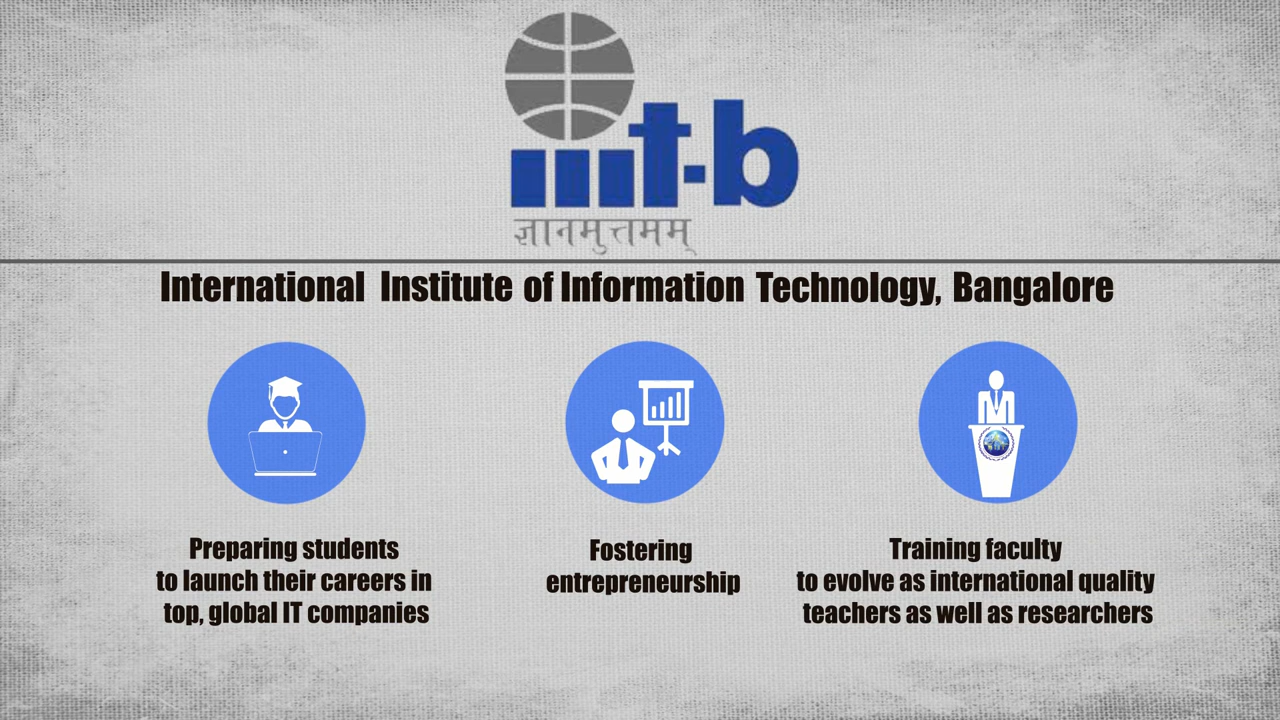 iiit-b
ज्ञानमुत्तमम्
International Institute of Information Technology, Bangalore
Preparing students
to launch their careers in
top, global IT companies
Fostering
entrepreneurship
Training faculty
to evolve as international quality
teachers as well as researchers